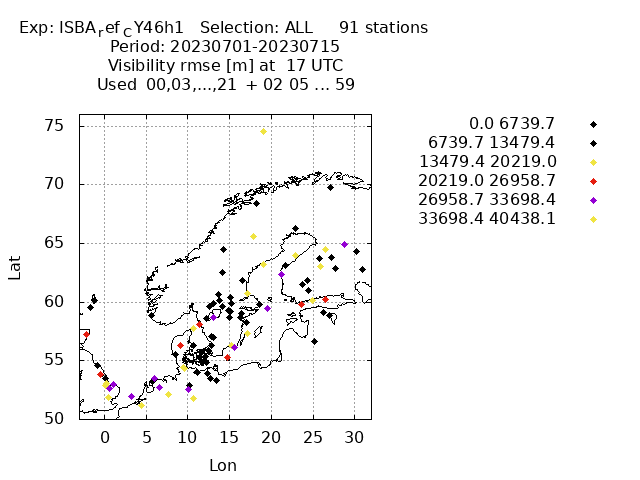 Exp: ISBA_ref_CY46h1   Selection: ALL     91 stations
Period: 20230701-20230715
Visibility rmse [m] at  17 UTC
Used  00,03,...,21  + 02 05 ... 59
0.0 6739.7
6739.7 13479.4
13479.4 20219.0
20219.0 26958.7
26958.7 33698.4
33698.4 40438.1
75
70
65
60
55
50
Lat
0 5 10 15 20 25 30
Lon